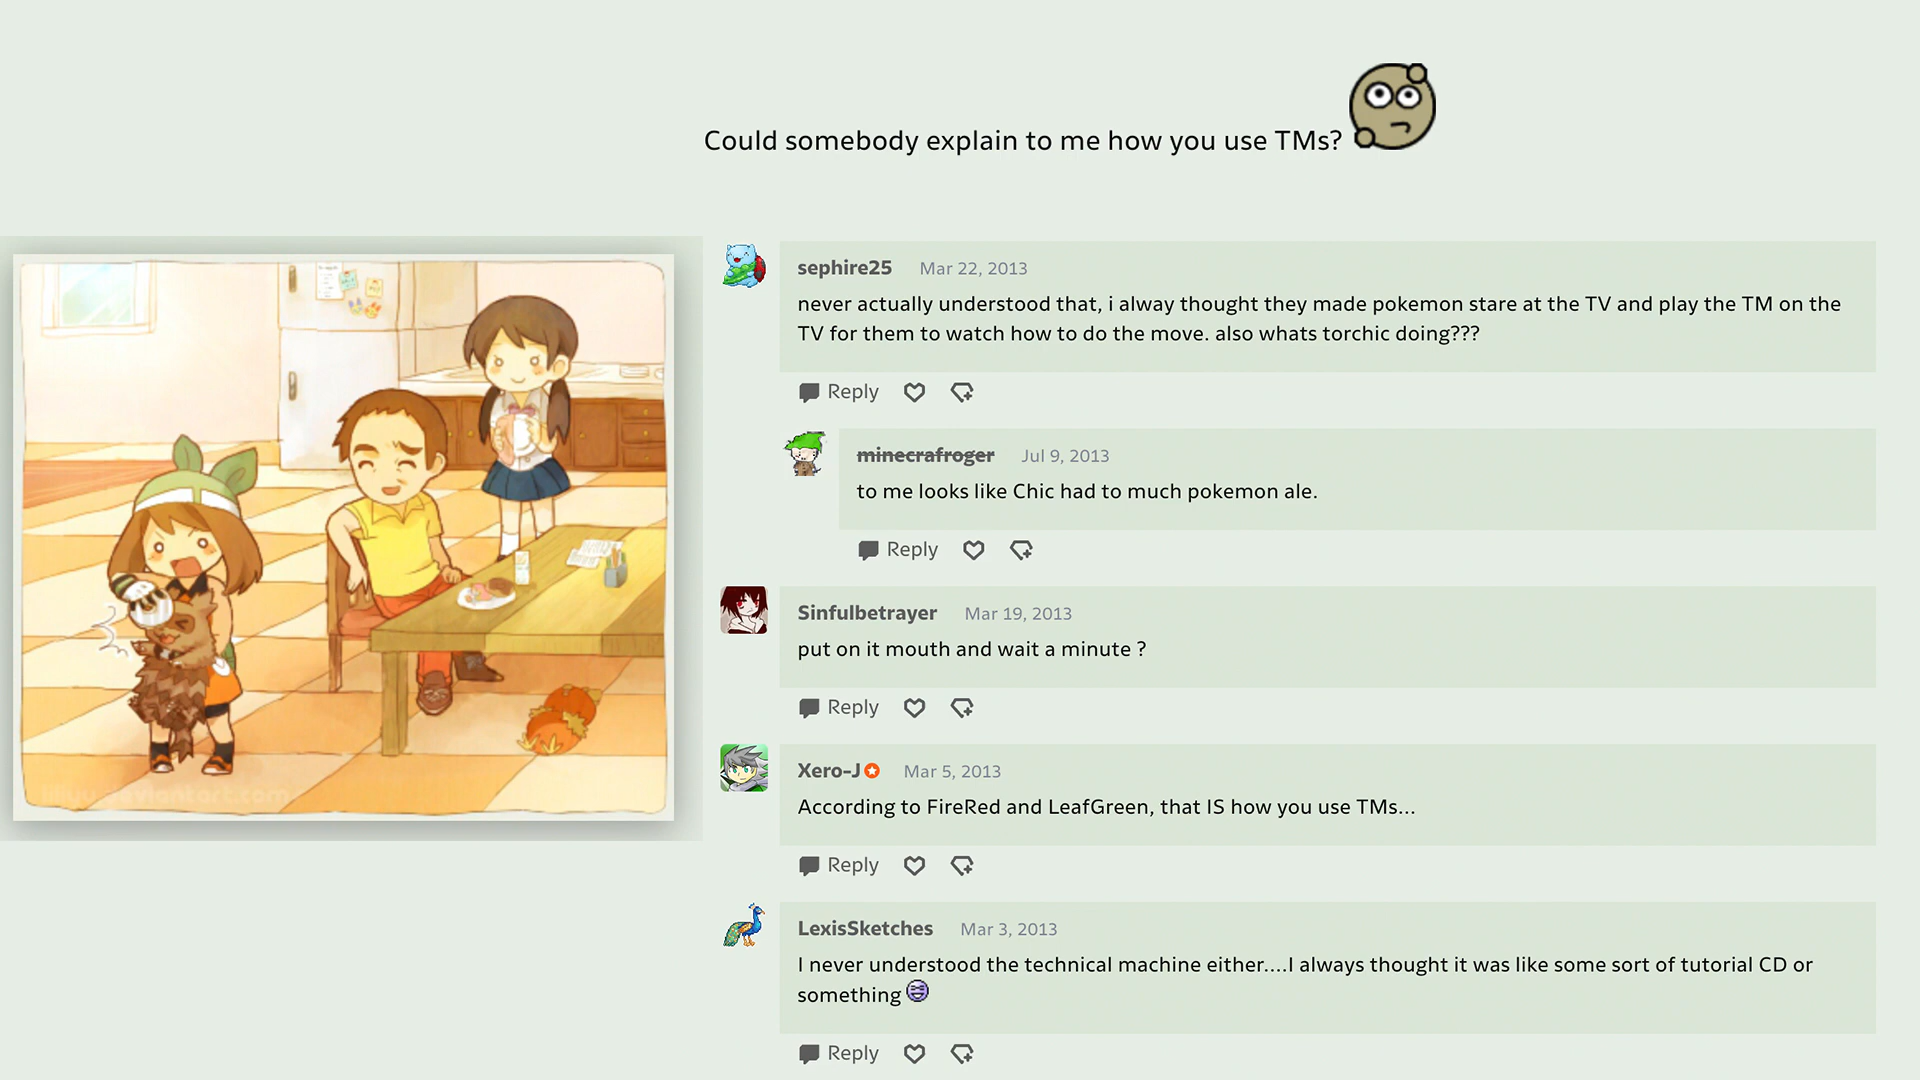 Could somebody explain to me how you use TMs?
sephire25 Mar 22, 2013
never actually understood that, i alway thought they made pokemon stare at the TV and play the TM on the
TV for them to watch how to do the move. also whats torchic doing???
Reply
minecrafroger Jul 9, 2013
to me looks like Chic had to much pokemon ale.
Reply
Sinfulbetrayer Mar 19, 2013
put on it mouth and wait a minute ?
Reply
Xero-J Mar 5, 2013
According to FireRed and LeafGreen, that IS how you use TMs...
Reply
LexisSketches Mar 3, 2013
I never understood the technical machine either....I always thought it was like some sort of tutorial CD or
something
Reply